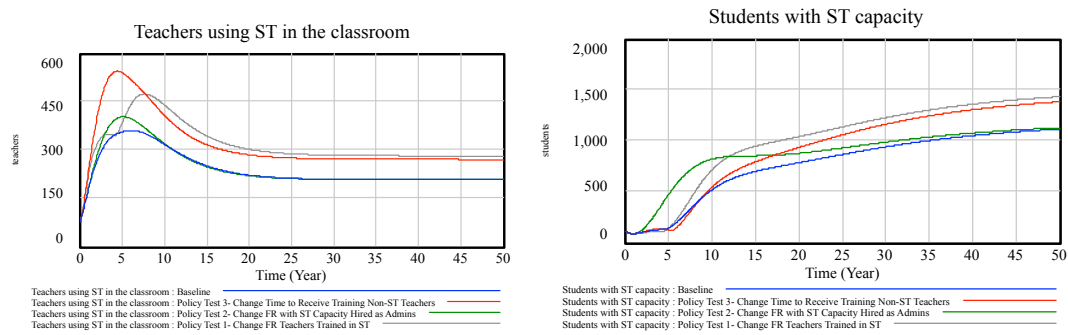 Teachers using ST in the classroom
600
450
300
150
0
teachers
0 5 10 15 20 25 30 35 40 45 50
Time (Year)
Teachers using ST in the classroom : Baseline
Teachers using ST in the classroom : Policy Test 3- Change Time to Receive Training Non-ST Teachers
Teachers using ST in the classroom : Policy Test 2- Change FR with ST Capacity Hired as Admins
Teachers using ST in the classroom : Policy Test 1- Change FR Teachers Trained in ST
Students with ST capacity
2,000
1,500
1,000
500
0
students
0 5 10 15 20 25 30 35 40 45 50
Time (Year)
Students with ST capacity : Baseline
Students with ST capacity : Policy Test 3- Change Time to Receive Training Non-ST Teachers
Students with ST capacity : Policy Test 2- Change FR with ST Capacity Hired as Admins
Students with ST capacity : Policy Test 1- Change FR Teachers Trained in ST